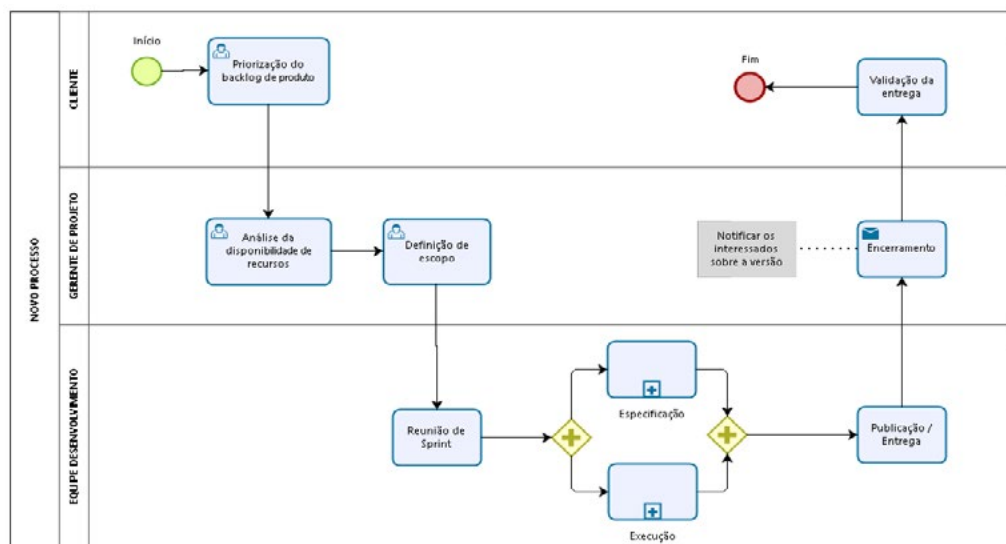 NOVO PROCESSO
CLIENTE
Início
Priorização do
backlog de produto
Fim
Validação da
entrega
GERENTE DE PROJETO
Análise da
disponibilidade de
recursos
Definição de
escopo
Notificar os
interessados
sobre a versão
Encerramento
EQUIPE DESENVOLVIMENTO
Reunião de
Sprint
Especificação
Execução
Publicação /
Entrega